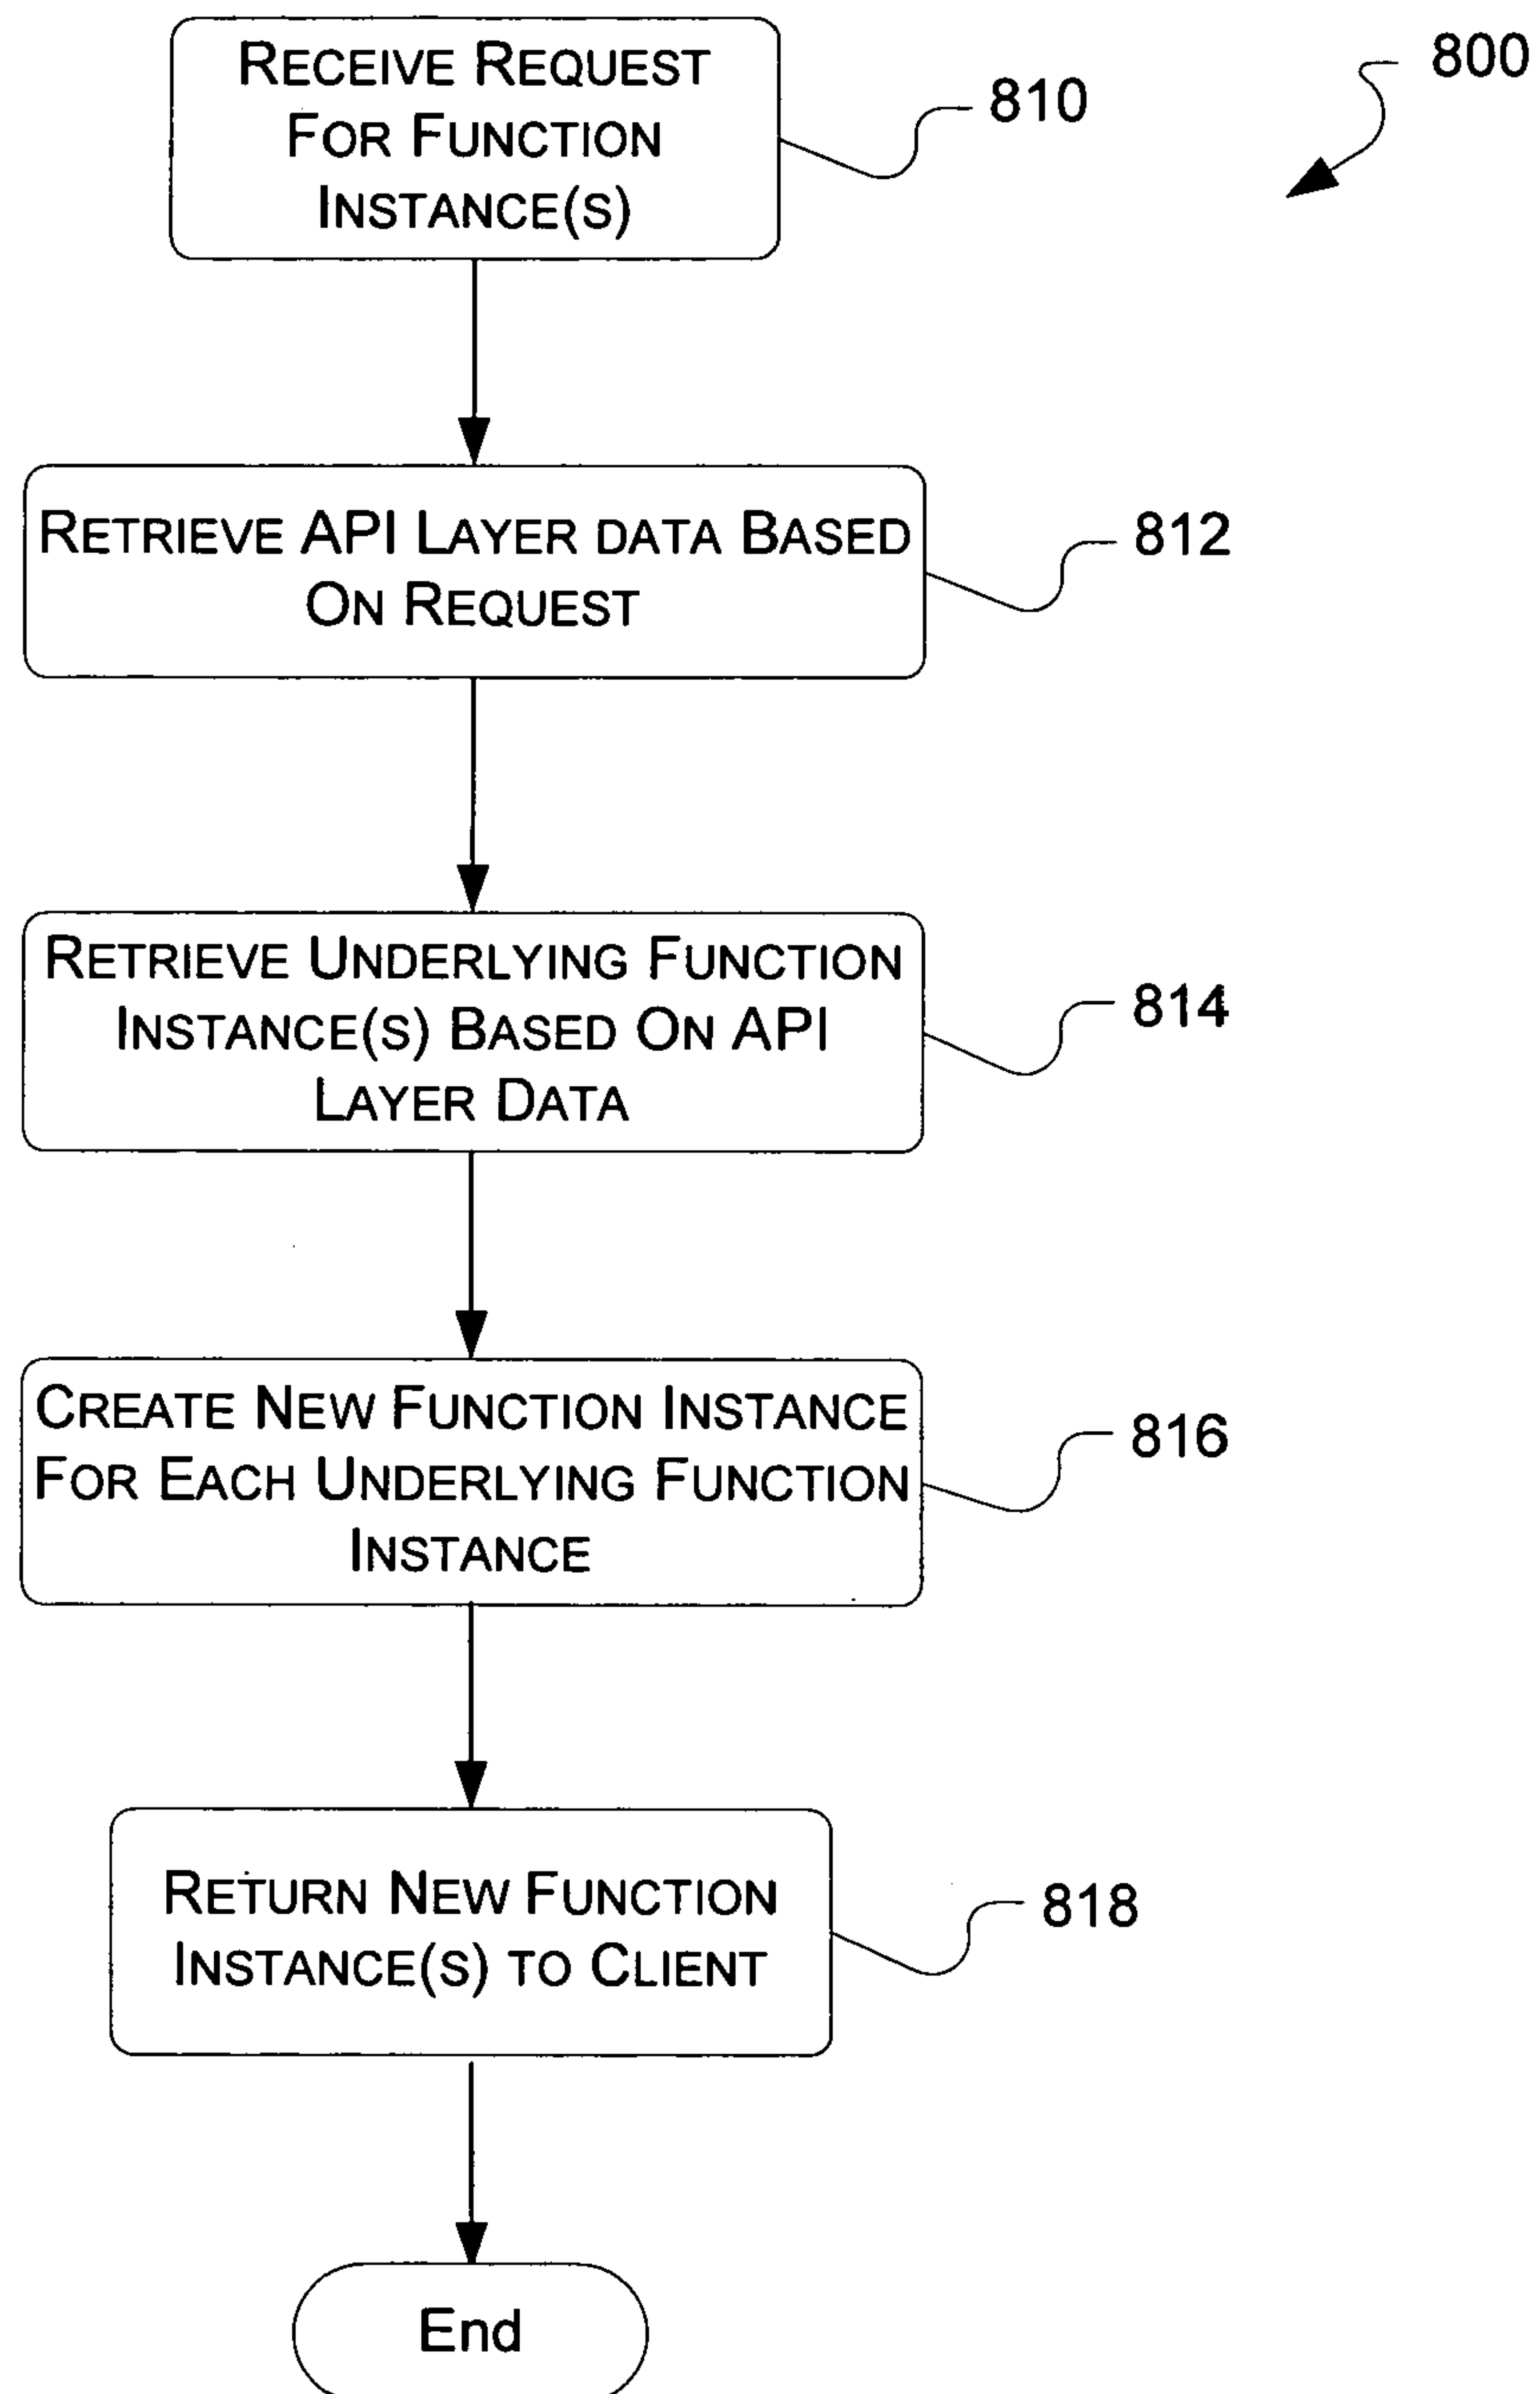 800
RECEIVE REQUEST
FOR FUNCTION
INSTANCE(S)
810
RETRIEVE API LAYER DATA BASED
ON REQUEST
812
RETRIEVE UNDERLYING FUNCTION
INSTANCE(S) BASED ON API
LAYER DATA
814
CREATE NEW FUNCTION INSTANCE
FOR EACH UNDERLYING FUNCTION
INSTANCE
816
RETURN NEW FUNCTION
INSTANCE(S) TO CLIENT
818
End